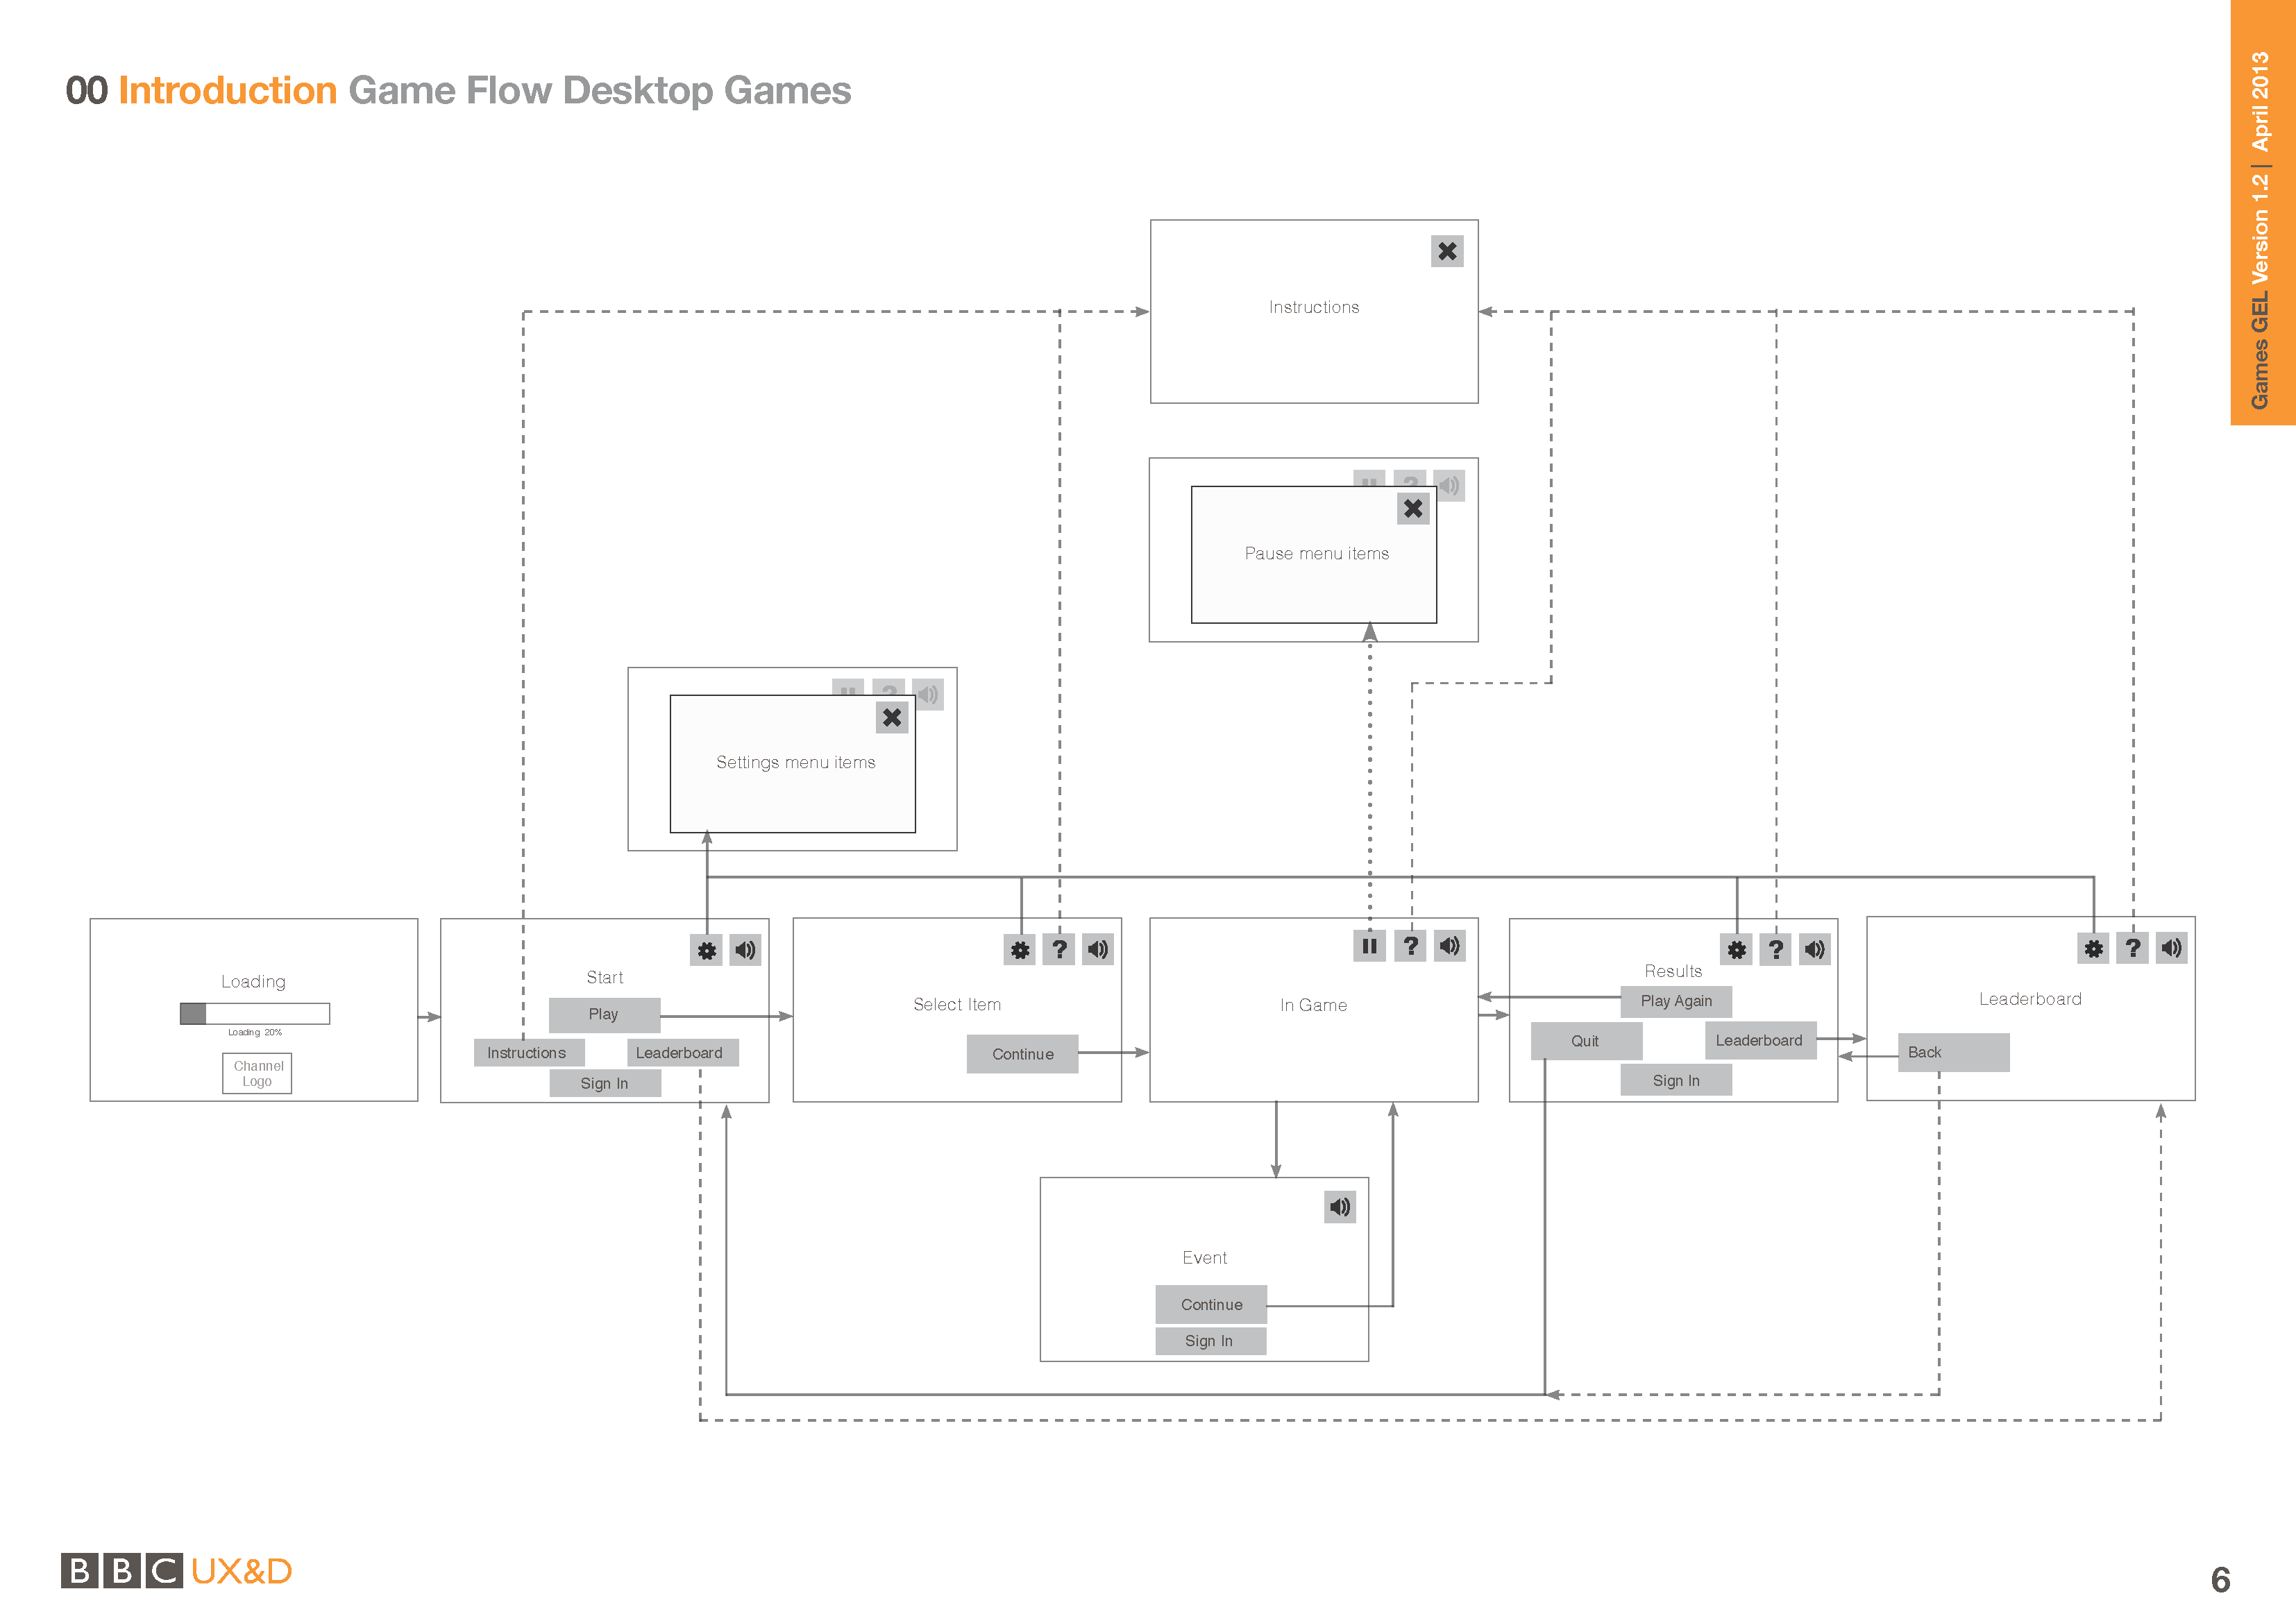 00 Introduction Game Flow Desktop Games
Games GEL Version 1.2 | April 2013
Instructions
Pause menu items
Settings menu items
Loading
Loading 20%
Channel
Logo
Start
Play
Instructions
Leaderboard
Sign In
?
Select Item
Continue
?
In Game
?
Results
Play Again
Quit
Leaderboard
Sign In
?
Leaderboard
Back
Event
Continue
Sign In
BBC UX&D
6